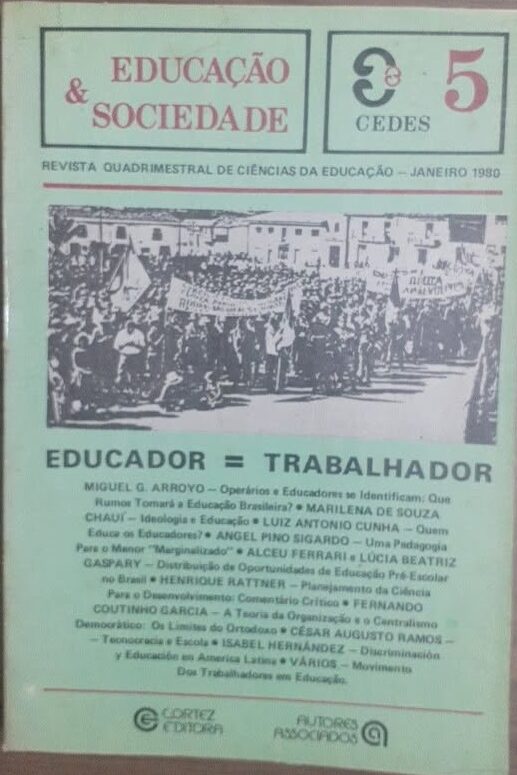 EDUCAÇÃO
& SOCIEDADE
CEDES
5
REVISTA QUADRIMESTRAL DE CIÊNCIAS DA EDUCAÇÃO — JANEIRO 1980
EDUCADOR = TRABALHADOR
MIGUEL G. ARROYO — Operários e Educadores se Identificam: Que
Rumos Tomará a Educação Brasileira? • MARILENA DE SOUZA
CHAUÍ — Ideologia e Educação • LUIZ ANTONIO CUNHA — Quem
Educa os Educadores? • ANGEL PINO SIGARDO — Uma Pedagogia
Para o Menor "Marginalizado" • ALCEU FERRARI e LÚCIA BEATRIZ
GASPARY — Distribuição de Oportunidades de Educação Pré-Escolar
no Brasil • HENRIQUE RATTNER — Planejamento da Ciência
Para o Desenvolvimento: Comentário Crítico • FERNANDO
COUTINHO GARCIA — A Teoria da Organização e o Centralismo
Democrático: Os Limites do Ortodoxo • CÉSAR AUGUSTO RAMOS —
— Tecnocracia e Escola • ISABEL HERNÁNDEZ — Discriminación
y Educación en America Latina • VÁRIOS — Movimento
Dos Trabalhadores em Educação.
CORTEZ
EDITORA
AUTORES
ASSOCIADOS